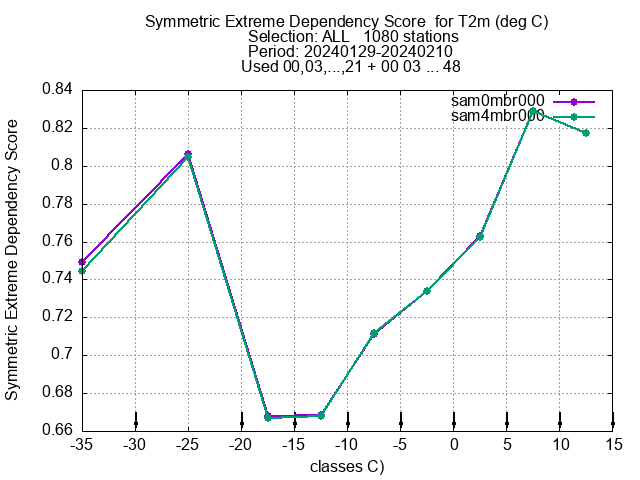 Symmetric Extreme Dependency Score  for T2m (deg C)
Selection: ALL   1080 stations
Period: 20240129-20240210
Used 00,03,...,21 + 00 03 ... 48
sam0mbr000
sam4mbr000
Symmetric Extreme Dependency Score
0.84
0.82
0.8
0.78
0.76
0.74
0.72
0.7
0.68
0.66
-35 -30 -25 -20 -15 -10 -5 0 5 10 15
classes C)